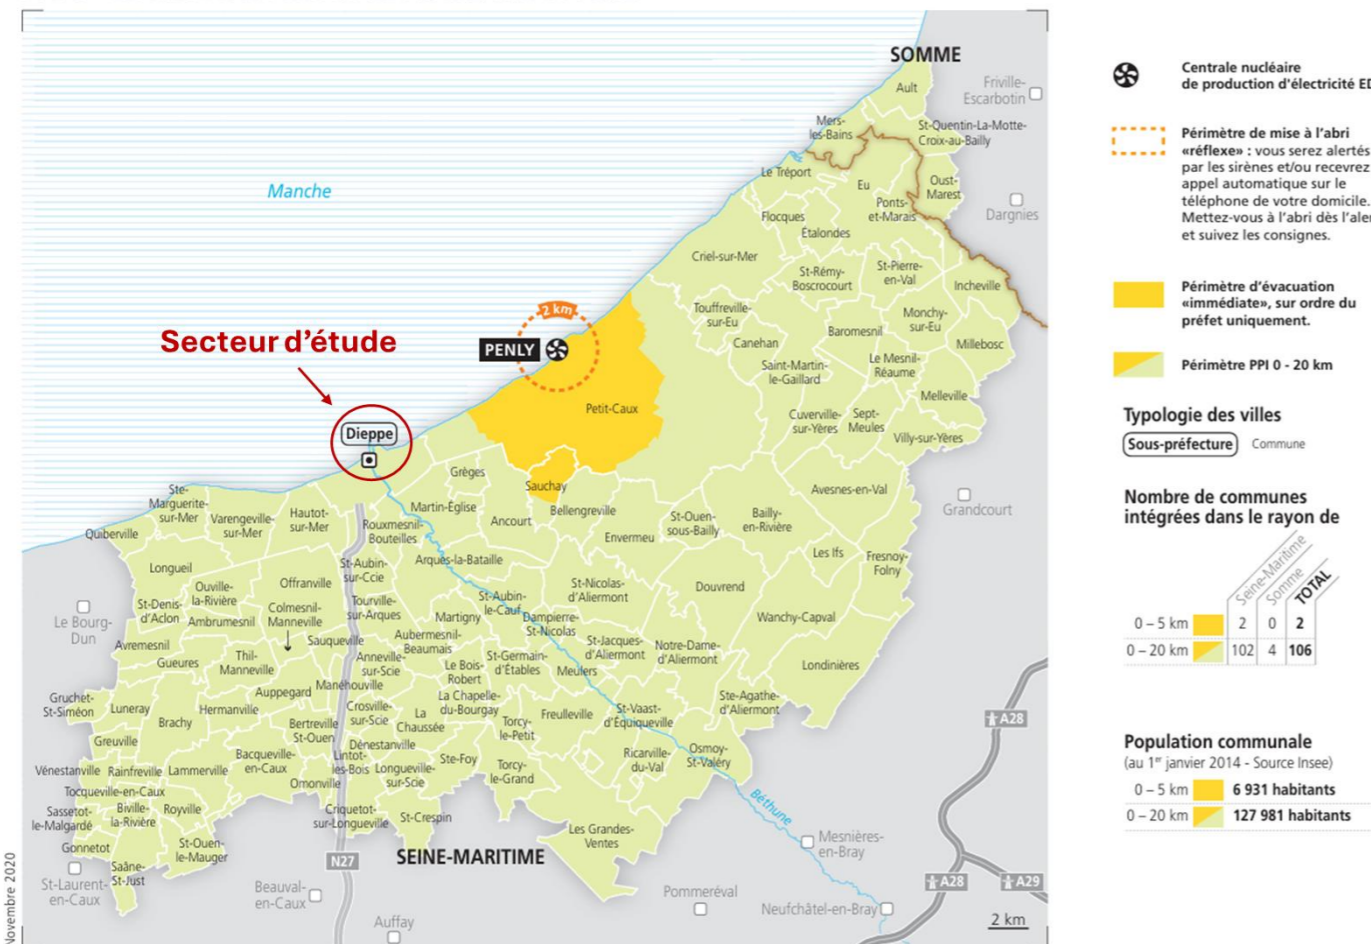 SOMME
Ault
Friville-
Escarbotin
Mers-
les-Bains
St-Quentin-La-Motte-
Croix-au-Bailly
Le Tréport
Eu
Oust-
Marest
Ponts-
et-Marais
Dargnies
Manche
Flocques
Étalondes
Criel-sur-Mer
St-Rémy-
Boscrocourt
St-Pierre-
en-Val
Incheville
2 km
Touffreville-
sur-Eu
Monchy-
sur-Eu
Baromesnil
Canehan
Millebosc
Secteur d’étude
PENLY
Saint-Martin-
le-Gaillard
Le Mesnil-
Réaume
Melleville
Petit-Caux
Cuverville-
sur-Yères
Sept-
Meules
Villy-sur-Yères
Dieppe
Grèges
Sauchay
Avesnes-en-Val
Grandcourt
Ste-
Marguerite-
sur-Mer
Varengeville-
sur-Mer
Hautot-
sur-Mer
Martin-Église
Ancourt
Bellengreville
Quiberville
Rouxmesnil-
Bouteilles
Envermeu
St-Ouen-
sous-Bailly
Bailly-
en-Rivière
Les Ifs
Fresnoy-
Folny
Longueil
Ouville-
la-Rivière
Offranville
St-Aubin-
sur-Ccie
Arques-la-Bataille
St-Nicolas-
d'Aliermont
Douvrend
Le Bourg-
Dun
St-Denis-
d'Aclon
Ambrumesnil
Colmesnil-
Manneville
Tourville-
sur-Arques
Martigny
St-Aubin-
le-Cauf
Dampierre-
St-Nicolas
Wanchy-Capval
Avremesnil
Gueures
Thil-
Manneville
Sauqueville
Aubermesnil-
Beaumais
St-Jacques-
d'Aliermont
Notre-Dame-
d'Aliermont
Londinières
Anneville-
sur-Scie
Le Bois-
Robert
St-Germain-
d'Étables
Meulers
Gruchet-
St-Siméon
Luneray
Hermanville
Auppegard
Manéhouville
La Chapelle-
du-Bourgay
Ste-Agathe-
d'Aliermont
Brachy
Bertreville
St-Ouen
Crosville-
sur-Scie
La
Chaussée
Torcy-
le-Petit
Freulleville
St-Vaast-
d'Équiqueville
Greuville
Bacqueville-
en-Caux
Dénestanville
Ricarville-
du-Val
Osmoy-
St-Valéry
Vénestanville
Rainfreville
Lammerville
Omonville
Lintot-
les-Bois
Longueville-
sur-Scie
Ste-Foy
Torcy-
le-Grand
Tocqueville-en-Caux
Sassetot-
le-Malgardé
Biville-
la-Rivière
Royville
Criquetot-
sur-Longueville
St-Crespin
Les Grandes-
Ventes
Béthune
Mesnières-
en-Bray
Gonnetot
St-Ouen-
le-Mauger
SEINE-MARITIME
Saâne-
St-Just
St-Laurent-
en-Caux
N27
Beauval-
en-Caux
Auffay
Pommeréval
Neufchâtel-en-Bray
A28
A28
A29
2 km
Novembre 2020
Centrale nucléaire
de production d'électricité ED
Périmètre de mise à l’abri
«réflexe» : vous serez alertés
par les sirènes et/ou recevrez
appel automatique sur le
téléphone de votre domicile.
Mettez-vous à l’abri dès l’aler
et suivez les consignes.
Périmètre d’évacuation
«immédiate», sur ordre du
préfet uniquement.
Périmètre PPI 0 - 20 km
Typologie des villes
Sous-préfecture Commune
Nombre de communes
intégrées dans le rayon de
Seine-Maritime Somme TOTAL
0 – 5 km 2 0 2
0 – 20 km 102 4 106
Population communale
(au 1er janvier 2014 - Source Insee)
0 – 5 km 6 931 habitants
0 – 20 km 127 981 habitants